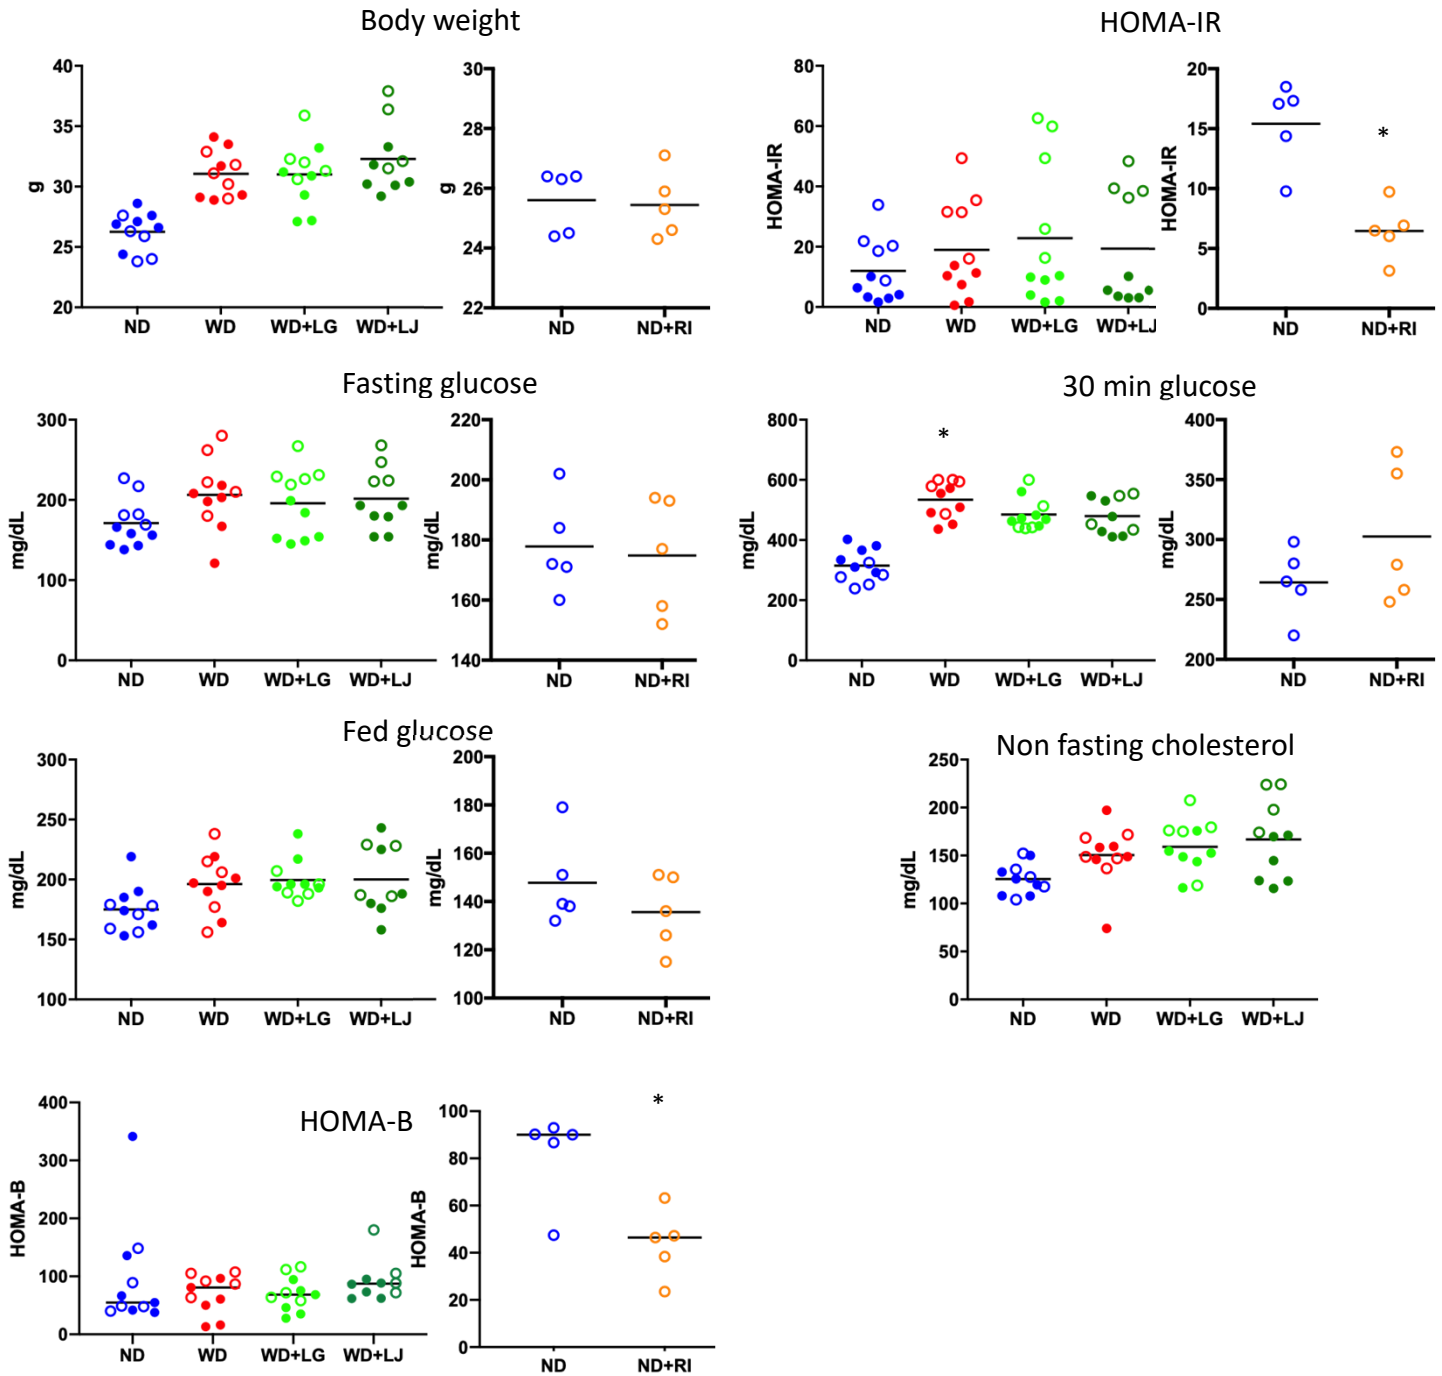 Body weight
HOMA-IR
40
35
30
25
20
g
ND
WD
WD+LG
WD+LJ
30
28
26
24
22
g
ND
ND+RI
80
60
40
20
0
HOMA-IR
ND
WD
WD+LG
WD+LJ
20
15
10
5
0
HOMA-IR
*
ND
ND+RI
Fasting glucose
30 min glucose
300
200
100
0
mg/dL
ND
WD
WD+LG
WD+LJ
220
200
180
160
140
mg/dL
ND
ND+RI
800
600
400
200
0
mg/dL
*
ND
WD
WD+LG
WD+LJ
400
350
300
250
200
mg/dL
ND
ND+RI
Fed glucose
Non fasting cholesterol
300
250
200
150
100
mg/dL
ND
WD
WD+LG
WD+LJ
200
180
160
140
120
100
mg/dL
ND
ND+RI
250
200
150
100
50
0
mg/dL
ND
WD
WD+LG
WD+LJ
HOMA-B
400
300
200
100
0
HOMA-B
ND
WD
WD+LG
WD+LJ
100
80
60
40
20
0
HOMA-B
*
ND
ND+RI